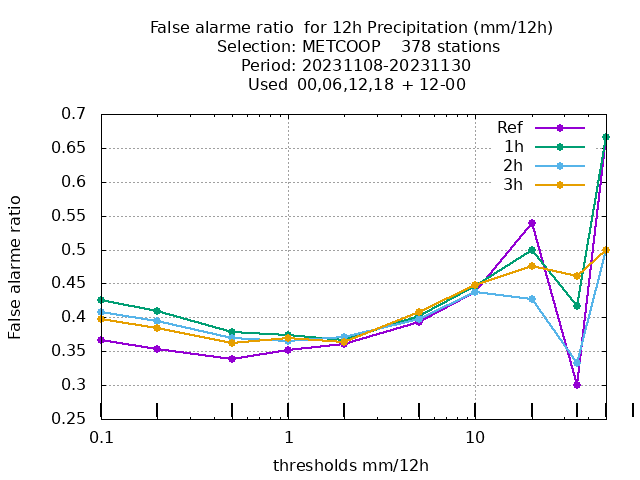 False alarme ratio  for 12h Precipitation (mm/12h)
Selection: METCOOP    378 stations
Period: 20231108-20231130
Used  00,06,12,18  + 12-00
Ref
1h
2h
3h
0.7
0.65
0.6
0.55
0.5
0.45
0.4
0.35
0.3
0.25
False alarme ratio
0.1 1 10
thresholds mm/12h